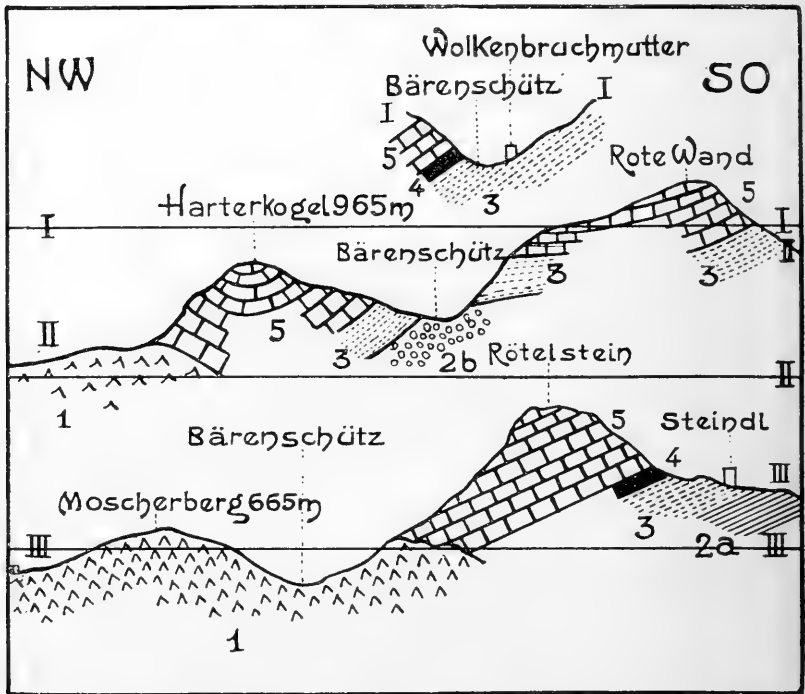 NW
SO
Wolkenbruchmutter
Bärenschütz
I
I
5
4
3
Rote Wand
5
Harterkogel 965m
I
I
Bärenschütz
II
3
3
II
5
3
2b
Rötelstein
II
1
Bärenschütz
5
Steindl
4
III
Moscherberg 665m
3
III
2a
III
1